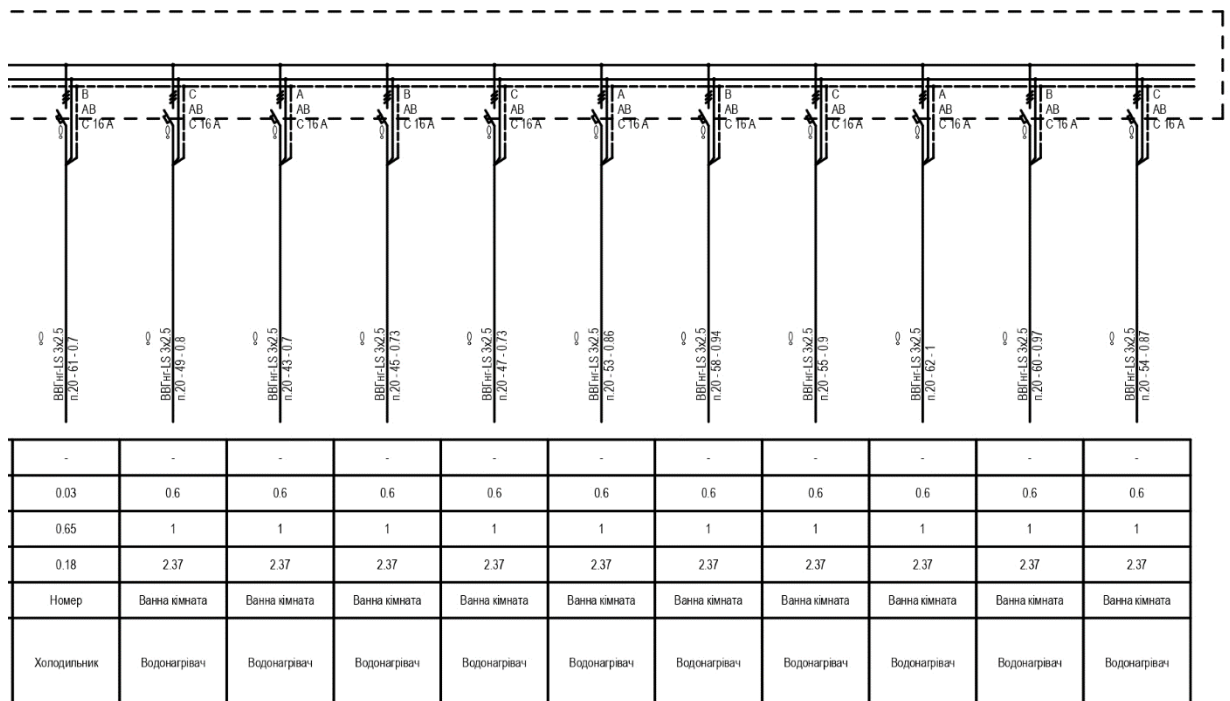 B
AB
C 16 A
C
AB
C 16 A
A
AB
C 16 A
B
AB
C 16 A
C
AB
C 16 A
A
AB
C 16 A
B
AB
C 16 A
C
AB
C 16 A
A
AB
C 16 A
B
AB
C 16 A
C
AB
C 16 A
ВВГнг-LS 3x2.5
п.20 - 61 - 0.7
ВВГнг-LS 3x2.5
п.20 - 49 - 0.8
ВВГнг-LS 3x2.5
п.20 - 43 - 0.7
ВВГнг-LS 3x2.5
п.20 - 45 - 0.73
ВВГнг-LS 3x2.5
п.20 - 47 - 0.73
ВВГнг-LS 3x2.5
п.20 - 53 - 0.86
ВВГнг-LS 3x2.5
п.20 - 58 - 0.94
ВВГнг-LS 3x2.5
п.20 - 55 - 0.9
ВВГнг-LS 3x2.5
п.20 - 62 - 1
ВВГнг-LS 3x2.5
п.20 - 60 - 0.97
ВВГнг-LS 3x2.5
п.20 - 54 - 0.87
- - - - - - - - - - -
0.03 0.6 0.6 0.6 0.6 0.6 0.6 0.6 0.6 0.6 0.6
0.65 1 1 1 1 1 1 1 1 1 1
0.18 2.37 2.37 2.37 2.37 2.37 2.37 2.37 2.37 2.37 2.37
Номер Ванна кімната Ванна кімната Ванна кімната Ванна кімната Ванна кімната Ванна кімната Ванна кімната Ванна кімната Ванна кімната Ванна кімната
Холодильник Водонагрівач Водонагрівач Водонагрівач Водонагрівач Водонагрівач Водонагрівач Водонагрівач Водонагрівач Водонагрівач Водонагрівач